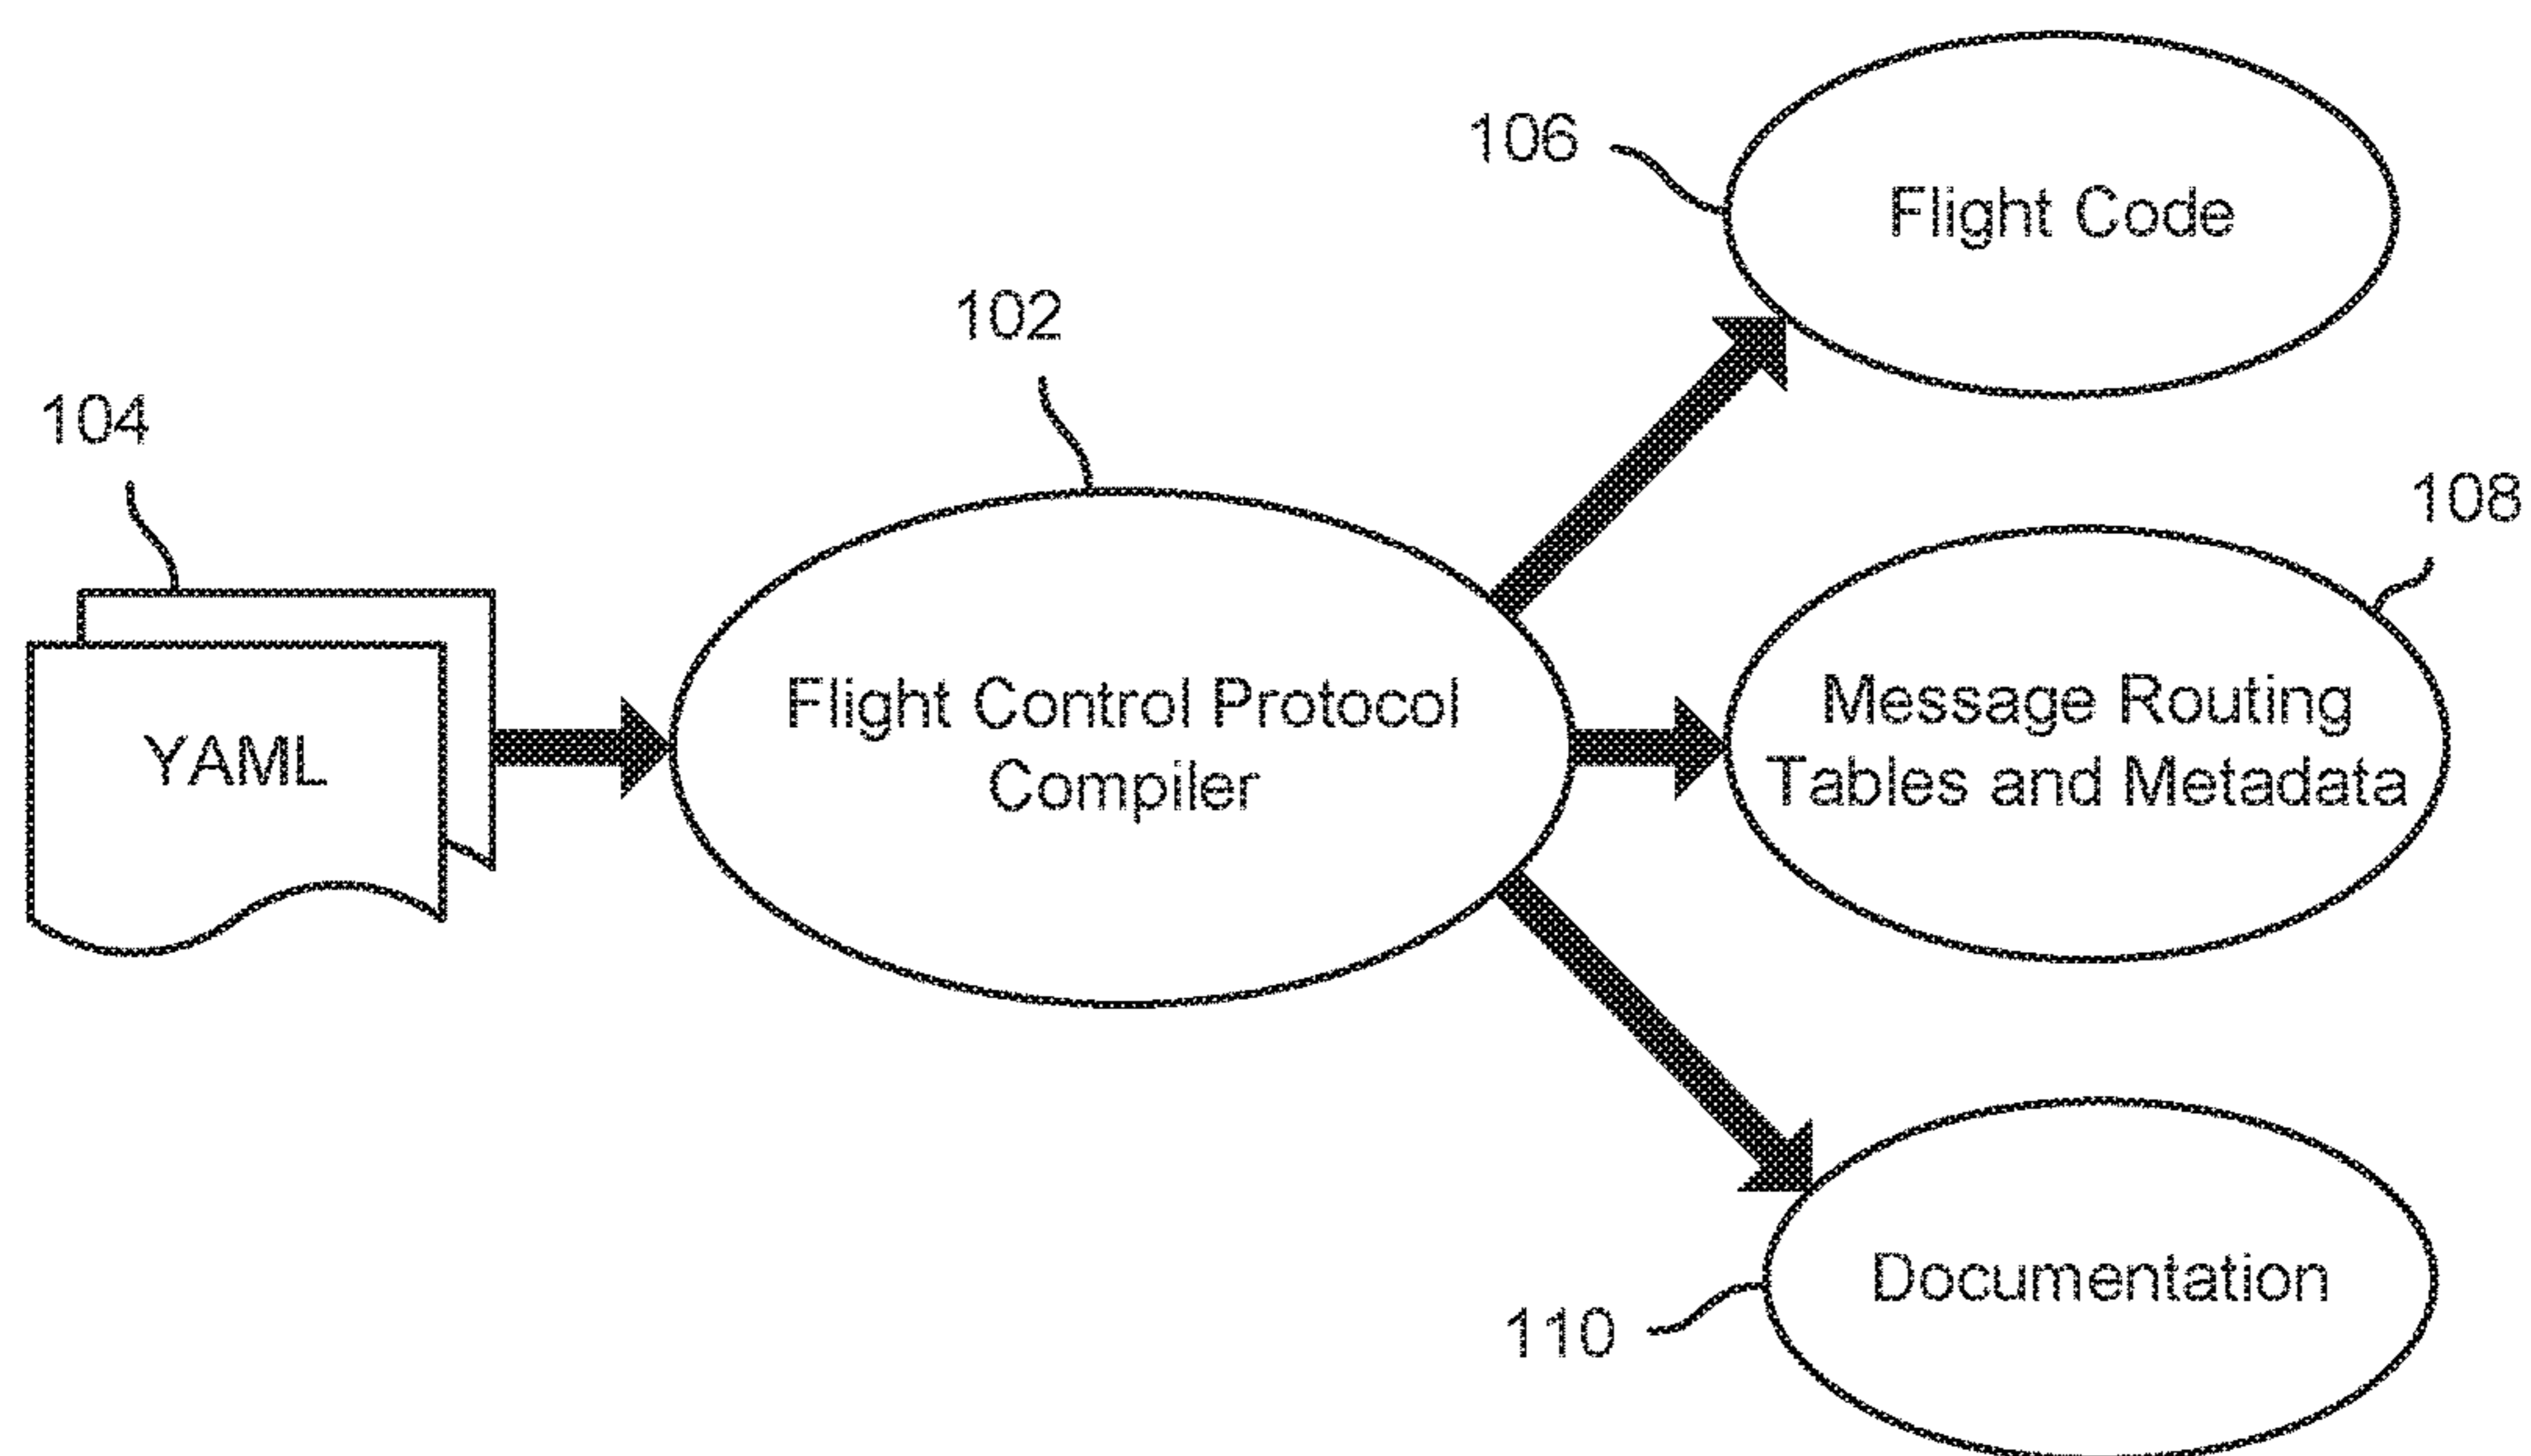 106
Flight Code
102
104
108
YAML
Flight Control Protocol
Compiler
Message Routing
Tables and Metadata
110
Documentation